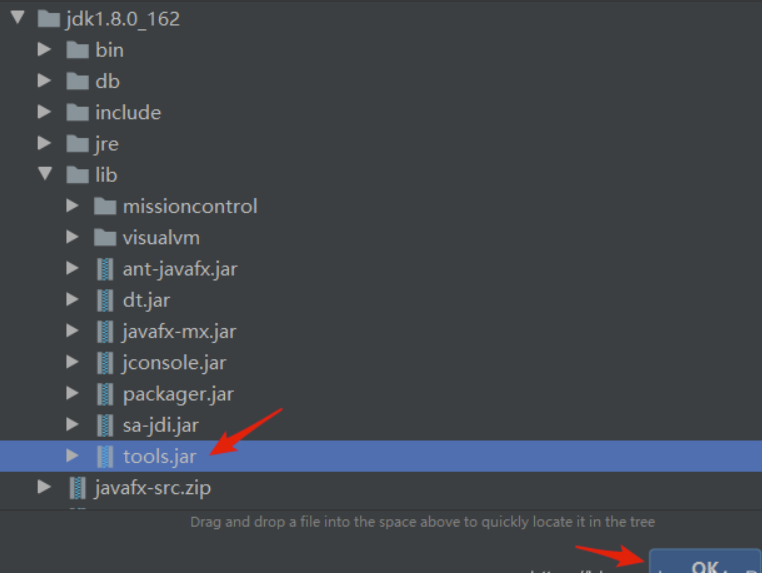 jdk1.8.0_162
bin
db
include
jre
lib
missioncontrol
visualvm
ant-javafx.jar
dt.jar
javafx-mx.jar
jconsole.jar
packager.jar
sa-jdi.jar
tools.jar
javafx-src.zip
Drag and drop a file into the space above to quickly locate it in the tree
OK